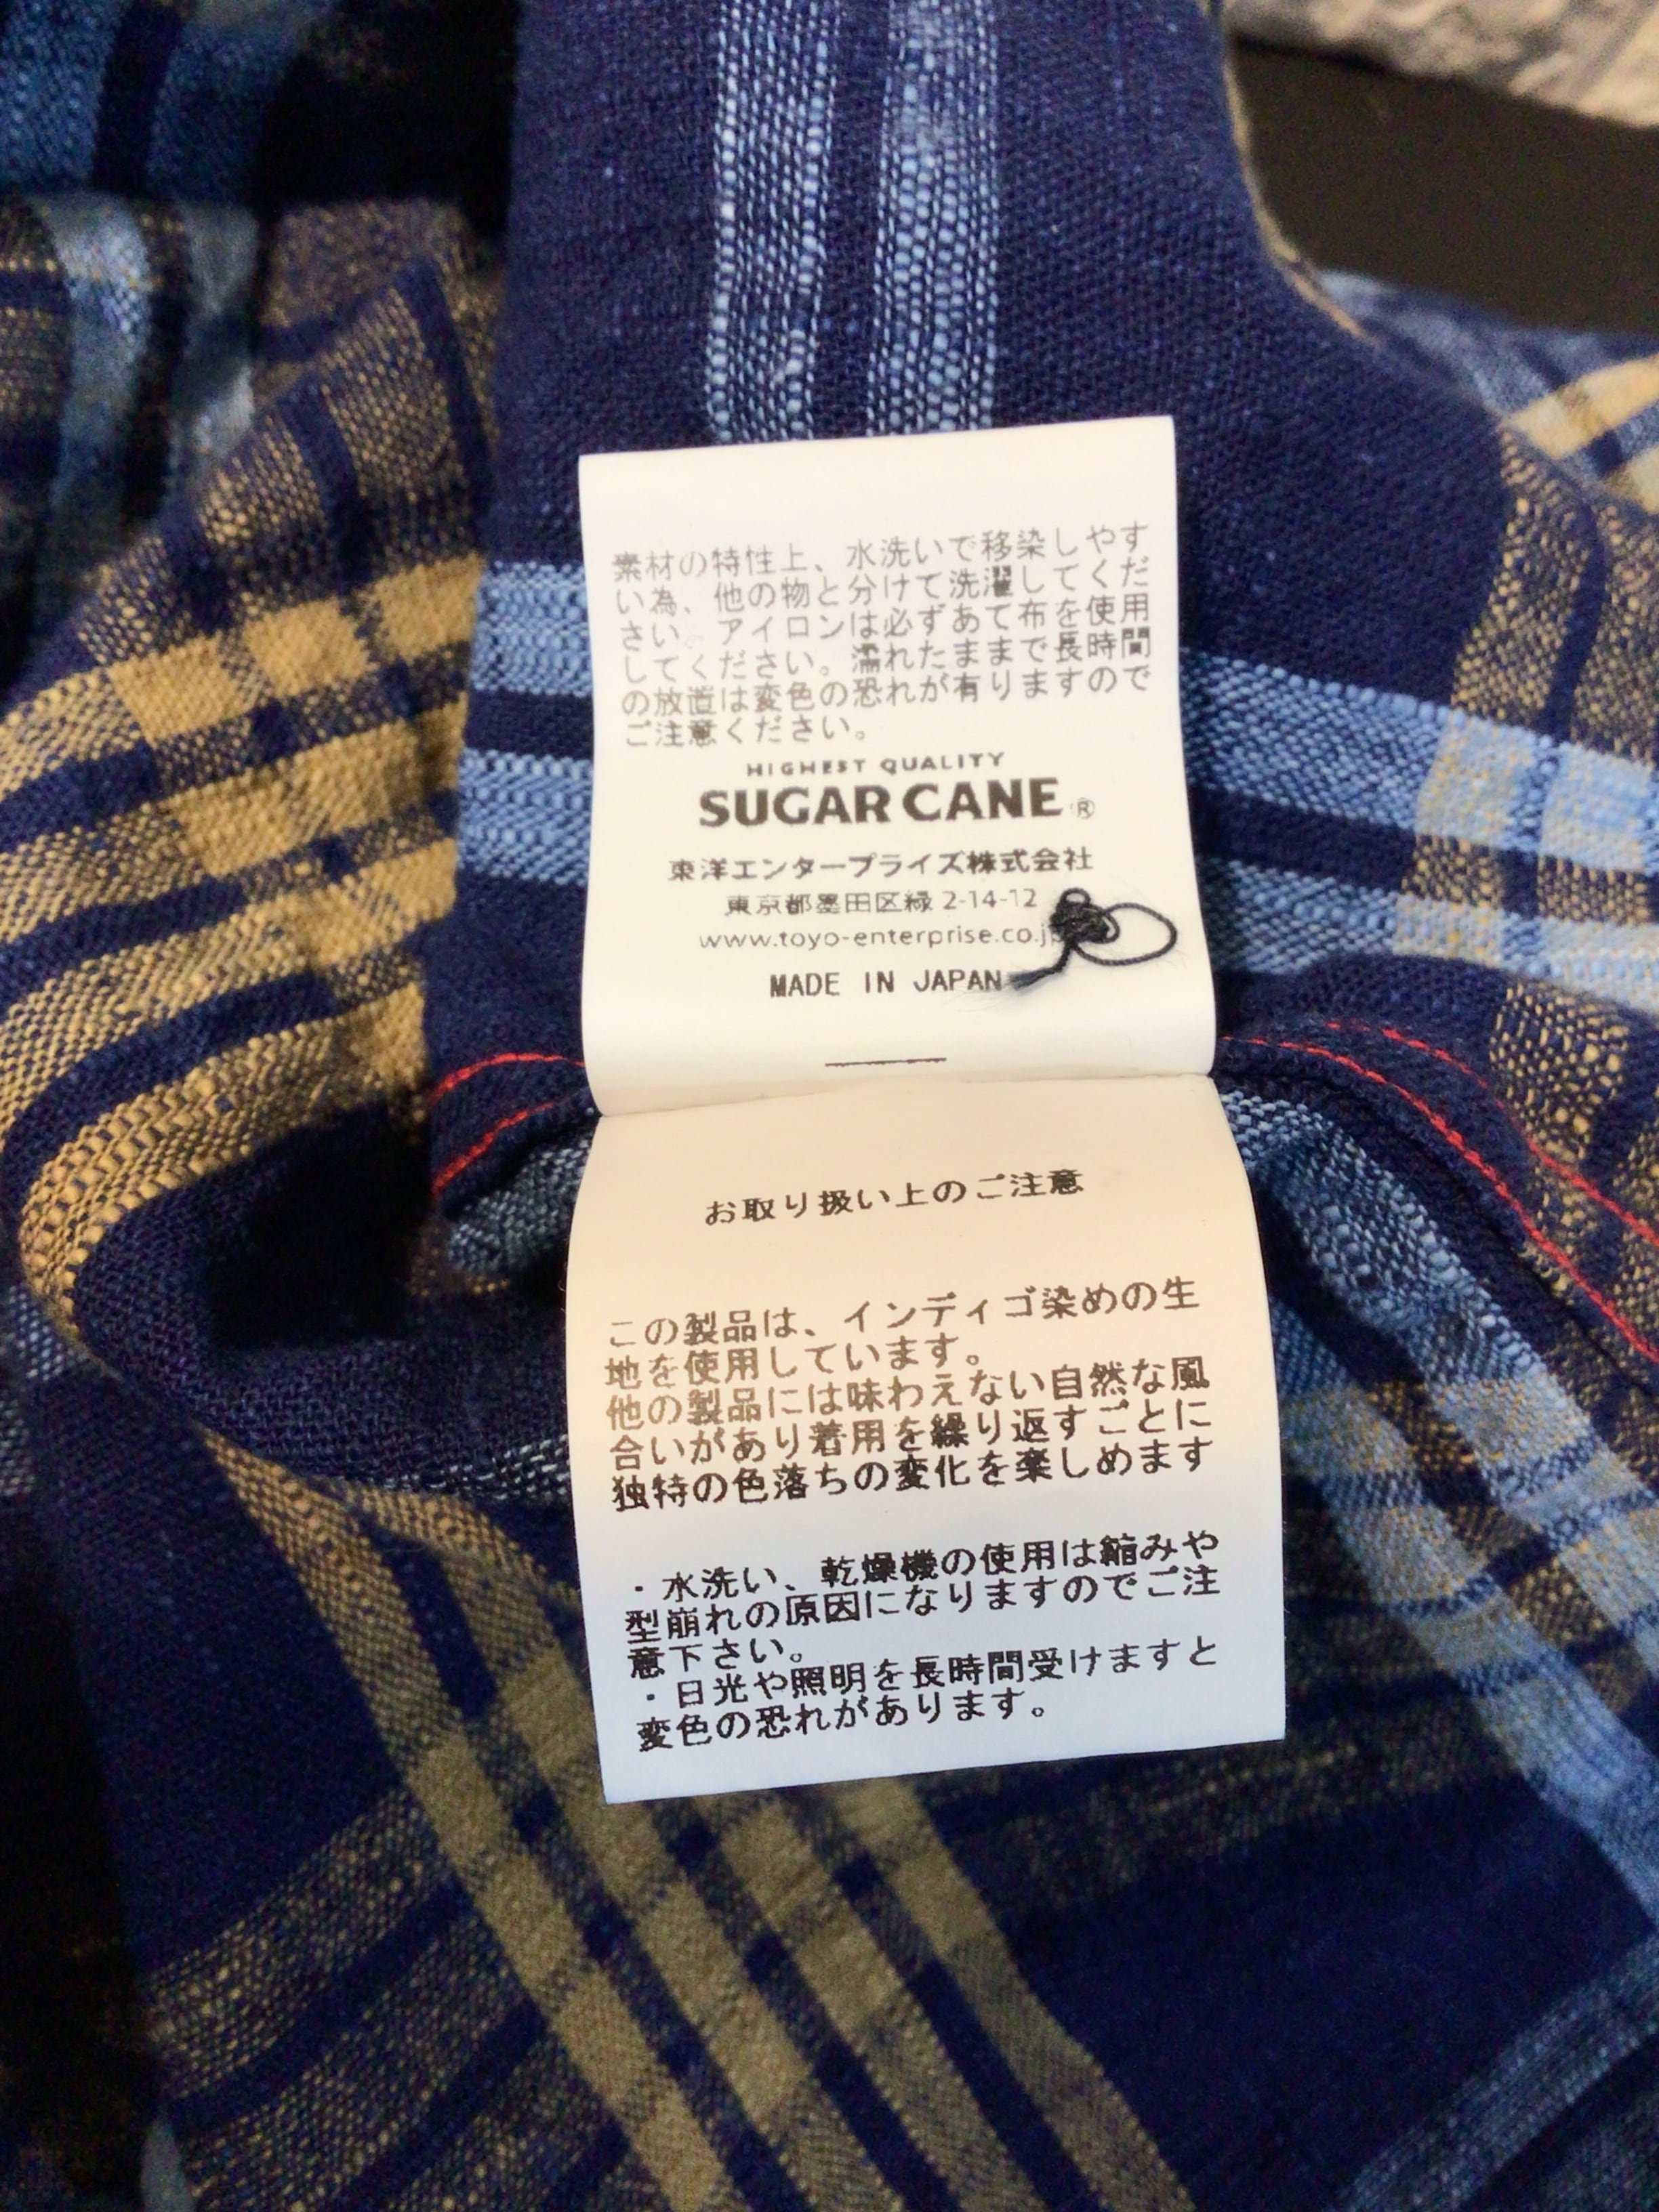 素材の特性上、水洗いで移染しやす
い為、他の物と分けて洗濯してくだ
さい。アイロンは必ずあて布を使用
してください。濡れたままで長時間
の放置は変色の恐れが有りますので
ご注意ください。
HIGHEST QUALITY
SUGAR CANE ®
東洋エンタープライズ株式会社
東京都墨田区緑 2-14-12
www.toyo-enterprise.co.jp
MADE IN JAPAN
お取り扱い上のご注意
この製品は、インディゴ染めの生
地を使用しています。
他の製品には味わえない自然な風
合いがあり着用を繰り返すごとに
独特の色落ちの変化を楽しめます
・水洗い、乾燥機の使用は縮みや
型崩れの原因になりますのでご注
意下さい。
・日光や照明を長時間受けますと
変色の恐れがあります。